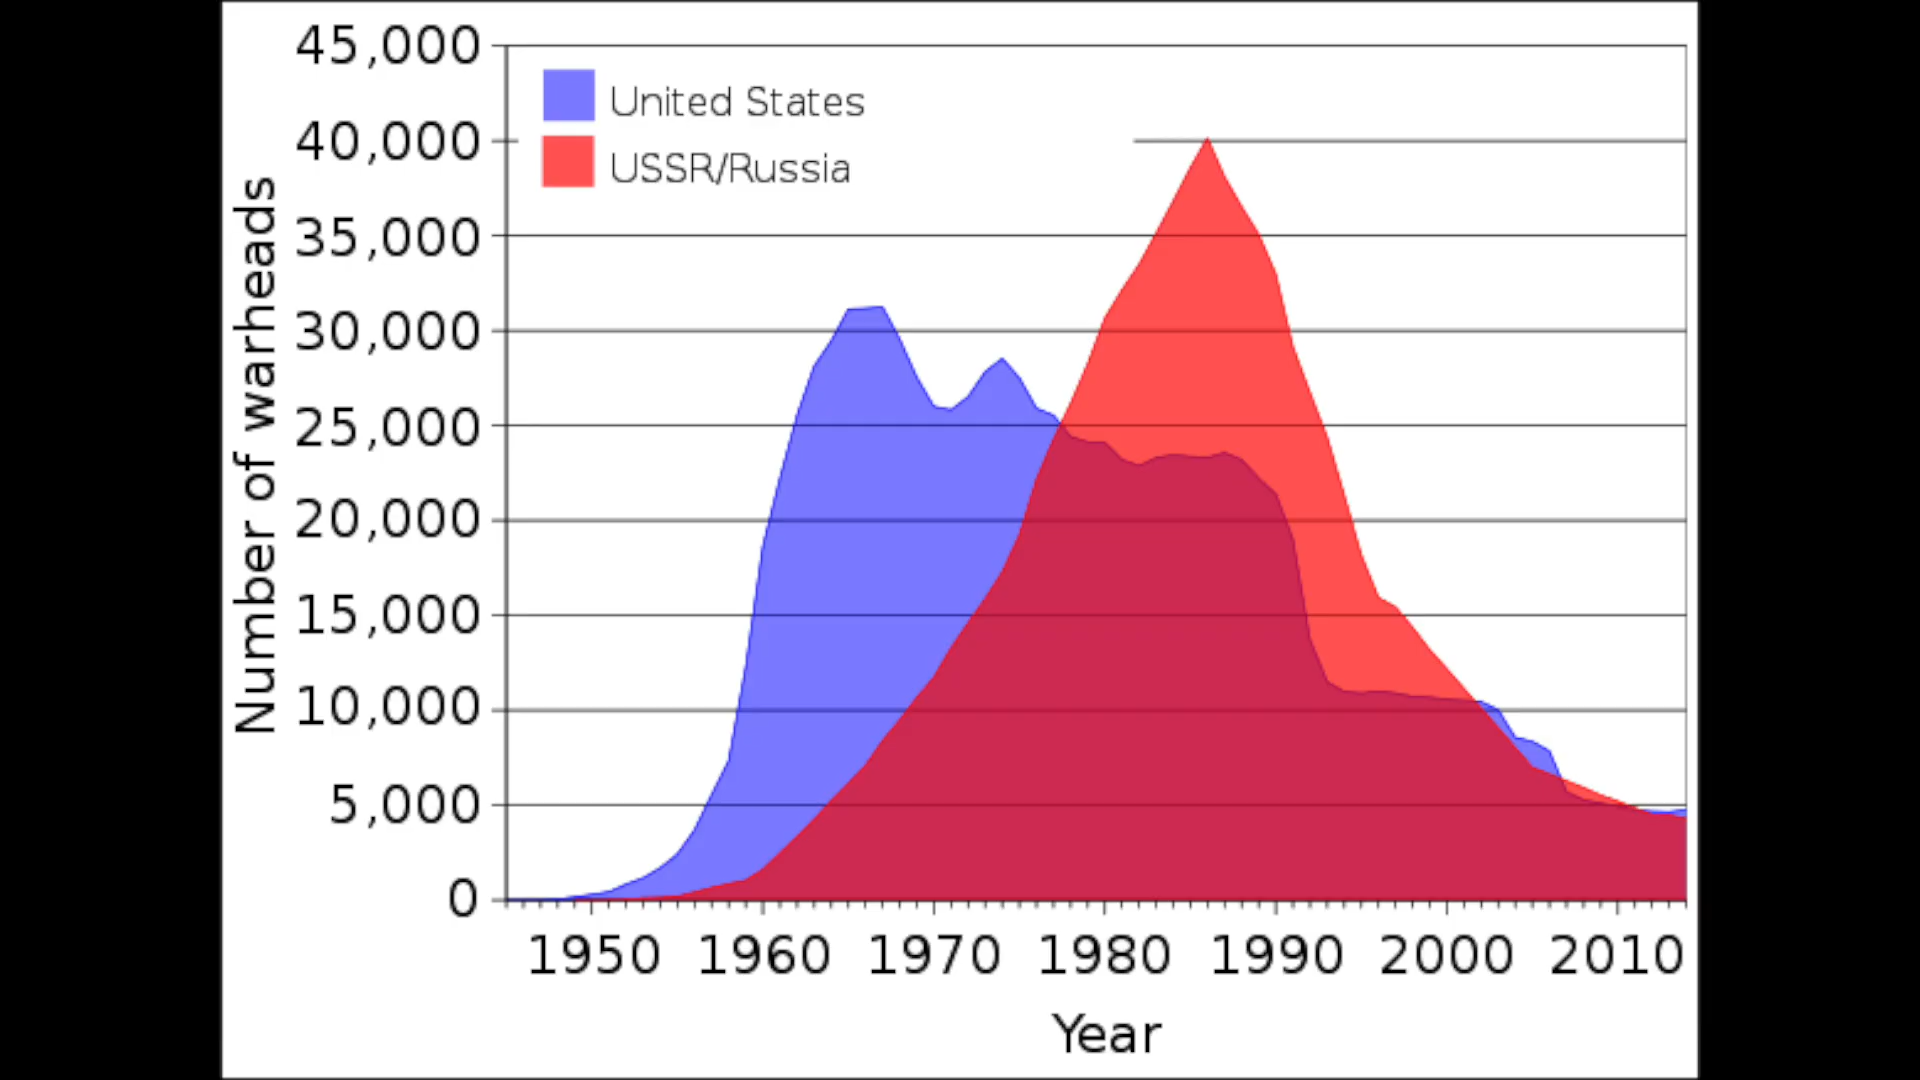 45,000
United States
40,000
USSR/Russia
35,000
30,000
25,000
20,000
15,000
10,000
5,000
0
Number of warheads
1950 1960 1970 1980 1990 2000 2010
Year